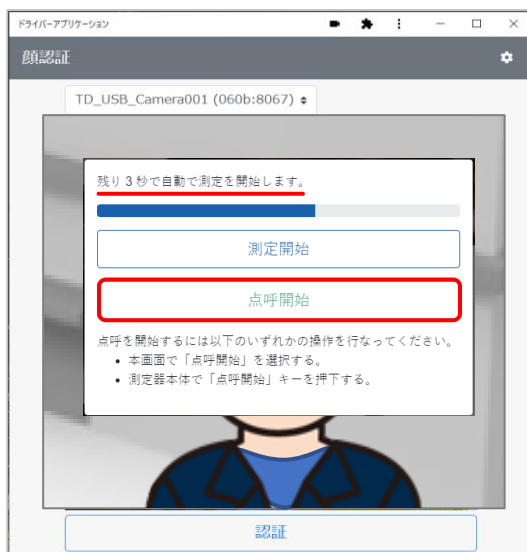 ドライバーアプリケーション
顔認証
TD_USB_Camera001 (060b:8067)
残り3秒で自動で測定を開始します。
測定開始
点呼開始
点呼を開始するには以下のいずれかの操作を行なってください。
• 本画面で「点呼開始」を選択する。
• 測定器本体で「点呼開始」キーを押下する。
認証